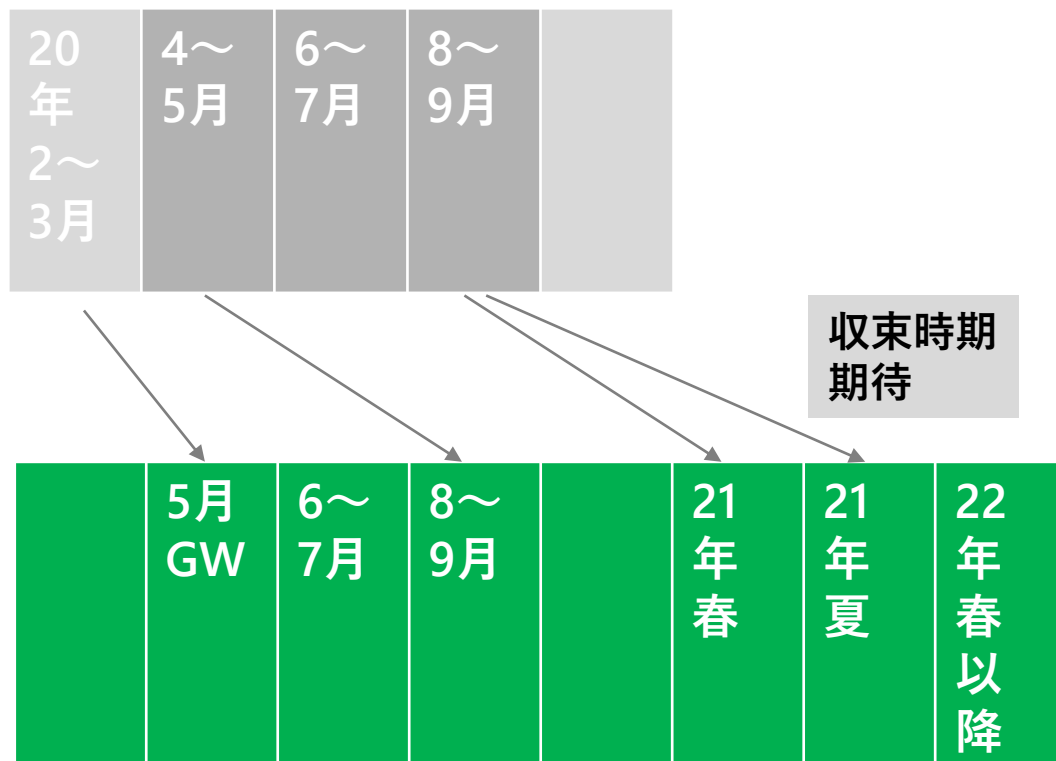 20
年
2～
3月
4～
5月
6～
7月
8～
9月
収束時期
期待
5月
GW
6～
7月
8～
9月
21
年
春
21
年
夏
22
年
春
以
降